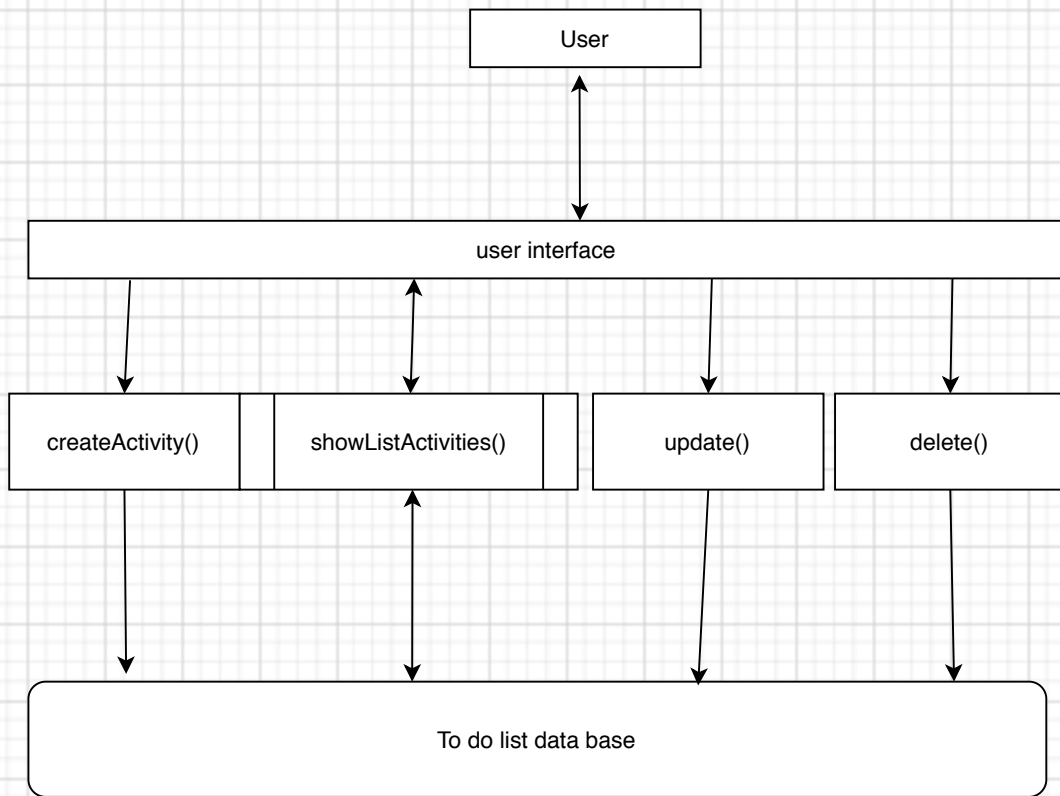 User
user interface
createActivity()
showListActivities()
update()
delete()
To do list data base